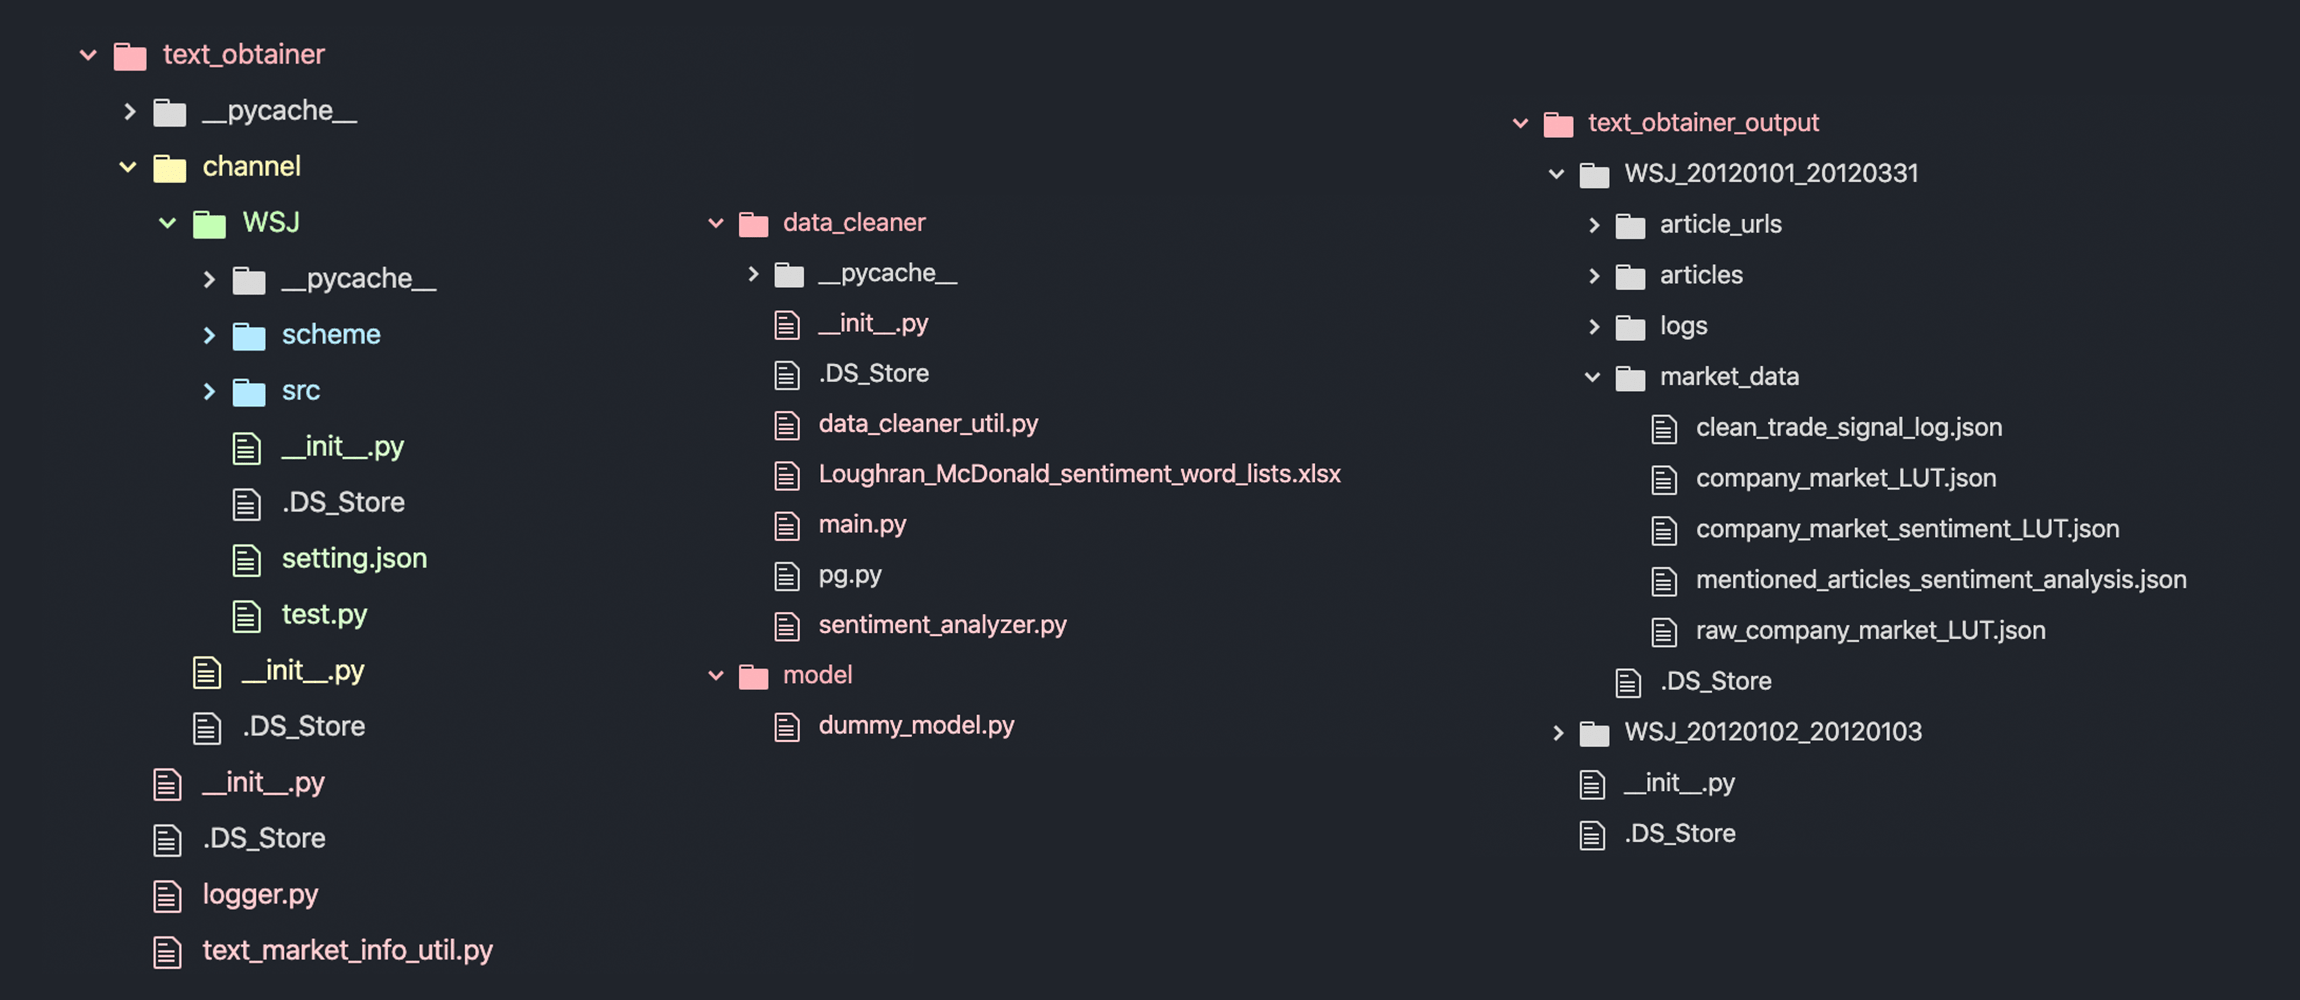 text_obtainer
__pycache__
channel
WSJ
__pycache__
scheme
src
__init__.py
.DS_Store
setting.json
test.py
__init__.py
.DS_Store
__init__.py
.DS_Store
logger.py
text_market_info_util.py
data_cleaner
__pycache__
__init__.py
.DS_Store
data_cleaner_util.py
Loughran_McDonald_sentiment_word_lists.xlsx
main.py
pg.py
sentiment_analyzer.py
model
dummy_model.py
text_obtainer_output
WSJ_20120101_20120331
article_urls
articles
logs
market_data
clean_trade_signal_log.json
company_market_LUT.json
company_market_sentiment_LUT.json
mentioned_articles_sentiment_analysis.json
raw_company_market_LUT.json
.DS_Store
WSJ_20120102_20120103
__init__.py
.DS_Store